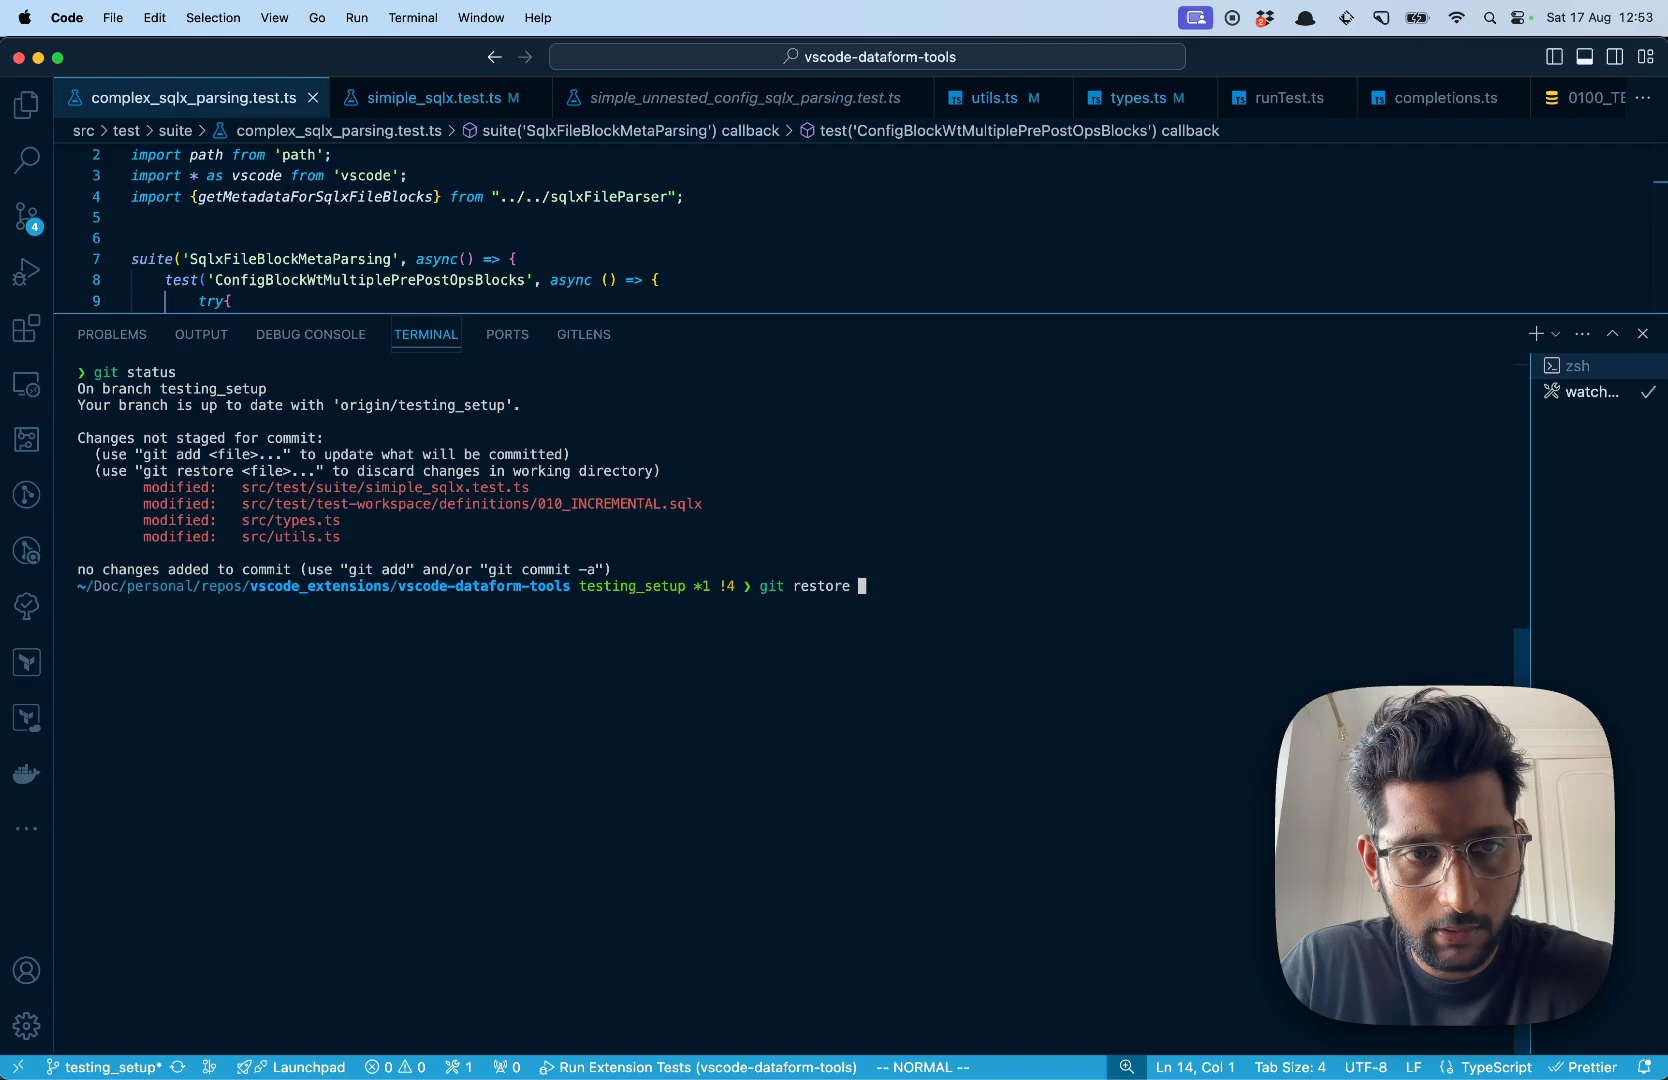 Code File Edit Selection View Go Run Terminal Window Help
2
Sat 17 Aug 12:53
vscode-dataform-tools
complex_sqlx_parsing.test.ts
simiple_sqlx.test.ts M
simple_unnested_config_sqlx_parsing.test.ts
utils.ts M
types.ts M
runTest.ts
completions.ts
0100_TE
src > test > suite > complex_sqlx_parsing.test.ts > suite('SqlxFileBlockMetaParsing') callback > test('ConfigBlockWtMultiplePrePostOpsBlocks') callback
4
2 import path from 'path';
3 import * as vscode from 'vscode';
4 import {getMetadataForSqlxFileBlocks} from "../../sqlxFileParser";
5
6
7 suite('SqlxFileBlockMetaParsing', async() => {
8 test('ConfigBlockWtMultiplePrePostOpsBlocks', async () => {
9 try{
PROBLEMS OUTPUT DEBUG CONSOLE TERMINAL PORTS GITLENS
zsh
watch...
❯ git status
On branch testing_setup
Your branch is up to date with 'origin/testing_setup'.
Changes not staged for commit:
(use "git add <file>..." to update what will be committed)
(use "git restore <file>..." to discard changes in working directory)
modified: src/test/suite/simiple_sqlx.test.ts
modified: src/test/test-workspace/definitions/010_INCREMENTAL.sqlx
modified: src/types.ts
modified: src/utils.ts
no changes added to commit (use "git add" and/or "git commit -a")
~/Doc/personal/repos/vscode_extensions/vscode-dataform-tools testing_setup *1 !4 ❯ git restore
testing_setup* Launchpad 0 0 1 0 Run Extension Tests (vscode-dataform-tools) -- NORMAL -- Ln 14, Col 1 Tab Size: 4 UTF-8 LF TypeScript Prettier